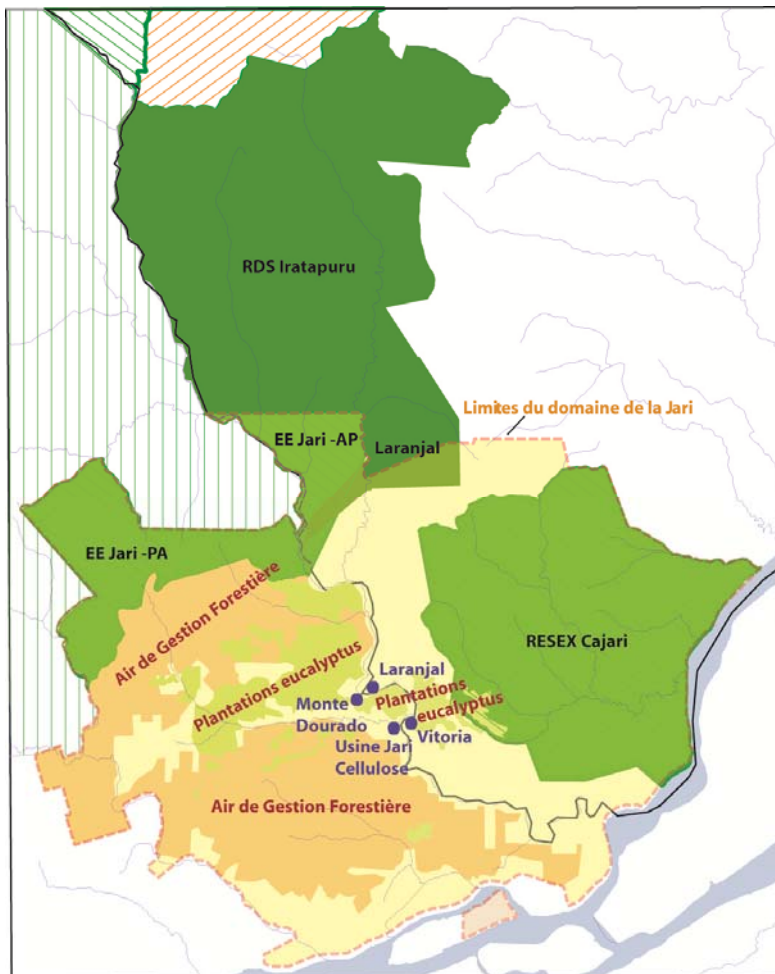 RDS Iratapuru
Limites du domaine de la Jari
EE Jari -AP
Laranjal
EE Jari -PA
Air de Gestion Forestière
RESEX Cajari
Plantations eucalyptus
Laranjal
Monte
Dourado
Plantations
eucalyptus
Usine Jari
Cellulose
Vitoria
Air de Gestion Forestière